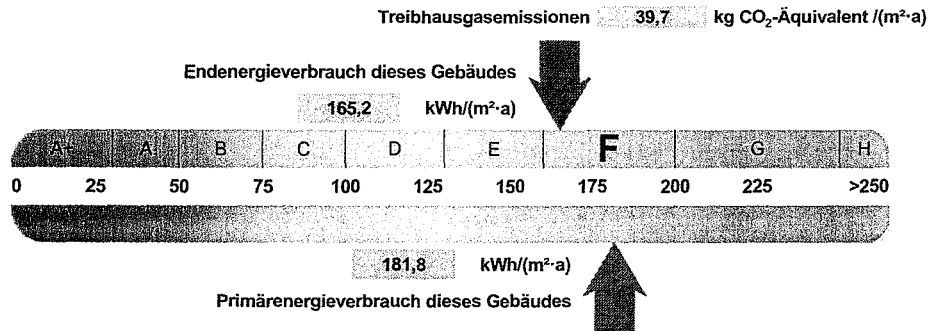 Treibhausgasemissionen 39,7 kg CO₂-Äquivalent /(m²·a)
Endenergieverbrauch dieses Gebäudes
165,2 kWh/(m²·a)
A+ A B C D E F G H
0 25 50 75 100 125 150 175 200 225 >250
181,8 kWh/(m²·a)
Primärenergieverbrauch dieses Gebäudes